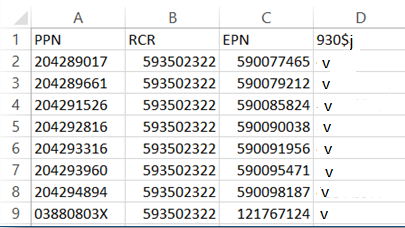 A B C D
1 PPN RCR EPN 930$j
2 204289017 593502322 590077465 v
3 204289661 593502322 590079212 v
4 204291526 593502322 590085824 v
5 204292816 593502322 590090038 v
6 204293316 593502322 590091956 v
7 204293960 593502322 590095471 v
8 204294894 593502322 590098187 v
9 03880803X 593502322 121767124 v